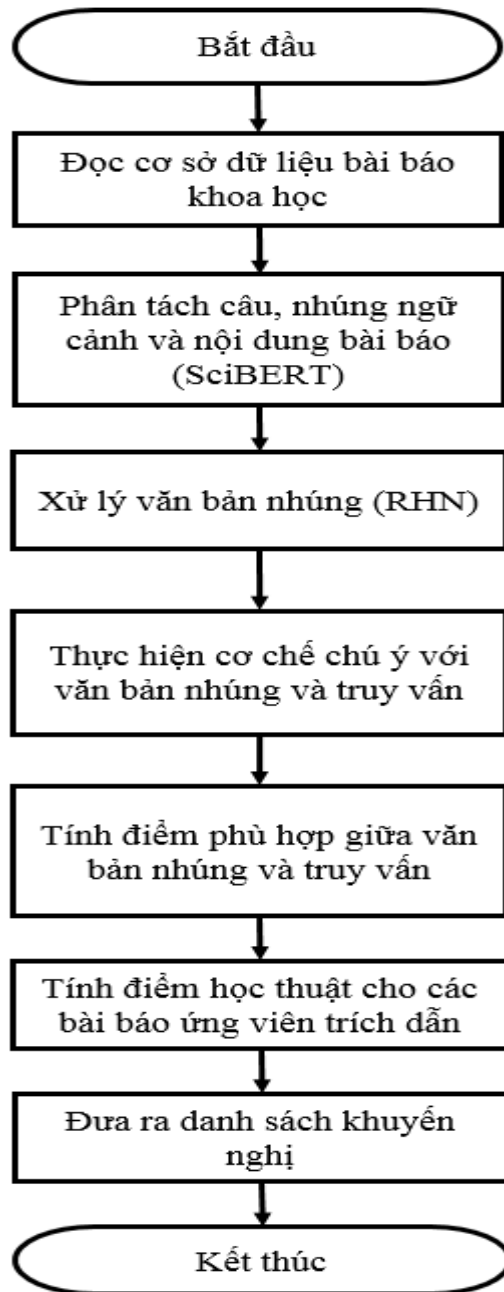 Bắt đầu
Đọc cơ sở dữ liệu bài báo
khoa học
Phân tách câu, nhúng ngữ
cảnh và nội dung bài báo
(SciBERT)
Xử lý văn bản nhúng (RHN)
Thực hiện cơ chế chú ý với
văn bản nhúng và truy vấn
Tính điểm phù hợp giữa văn
bản nhúng và truy vấn
Tính điểm học thuật cho các
bài báo ứng viên trích dẫn
Đưa ra danh sách khuyến
nghị
Kết thúc